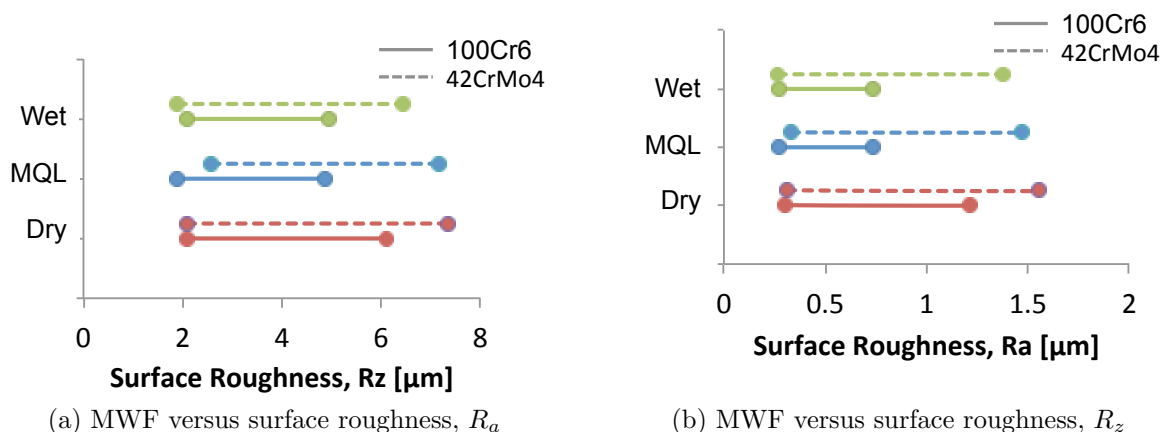 100Cr6
42CrMo4
Wet
MQL
Dry
0 2 4 6 8
Surface Roughness, Rz [µm]
(a) MWF versus surface roughness, Ra
100Cr6
42CrMo4
Wet
MQL
Dry
0 0.5 1 1.5 2
Surface Roughness, Ra [µm]
(b) MWF versus surface roughness, Rz